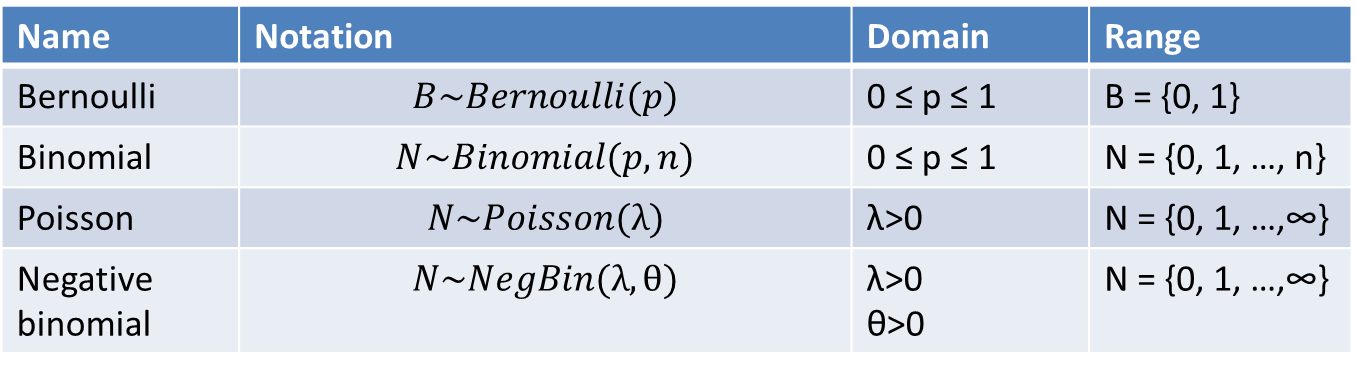 Name Notation Domain Range
Bernoulli B~Bernoulli(p) 0 ≤ p ≤ 1 B = {0, 1}
Binomial N~Binomial(p, n) 0 ≤ p ≤ 1 N = {0, 1, …, n}
Poisson N~Poisson(λ) λ>0 N = {0, 1, …,∞}
Negative N~NegBin(λ, θ) λ>0 N = {0, 1, …,∞}
binomial θ>0